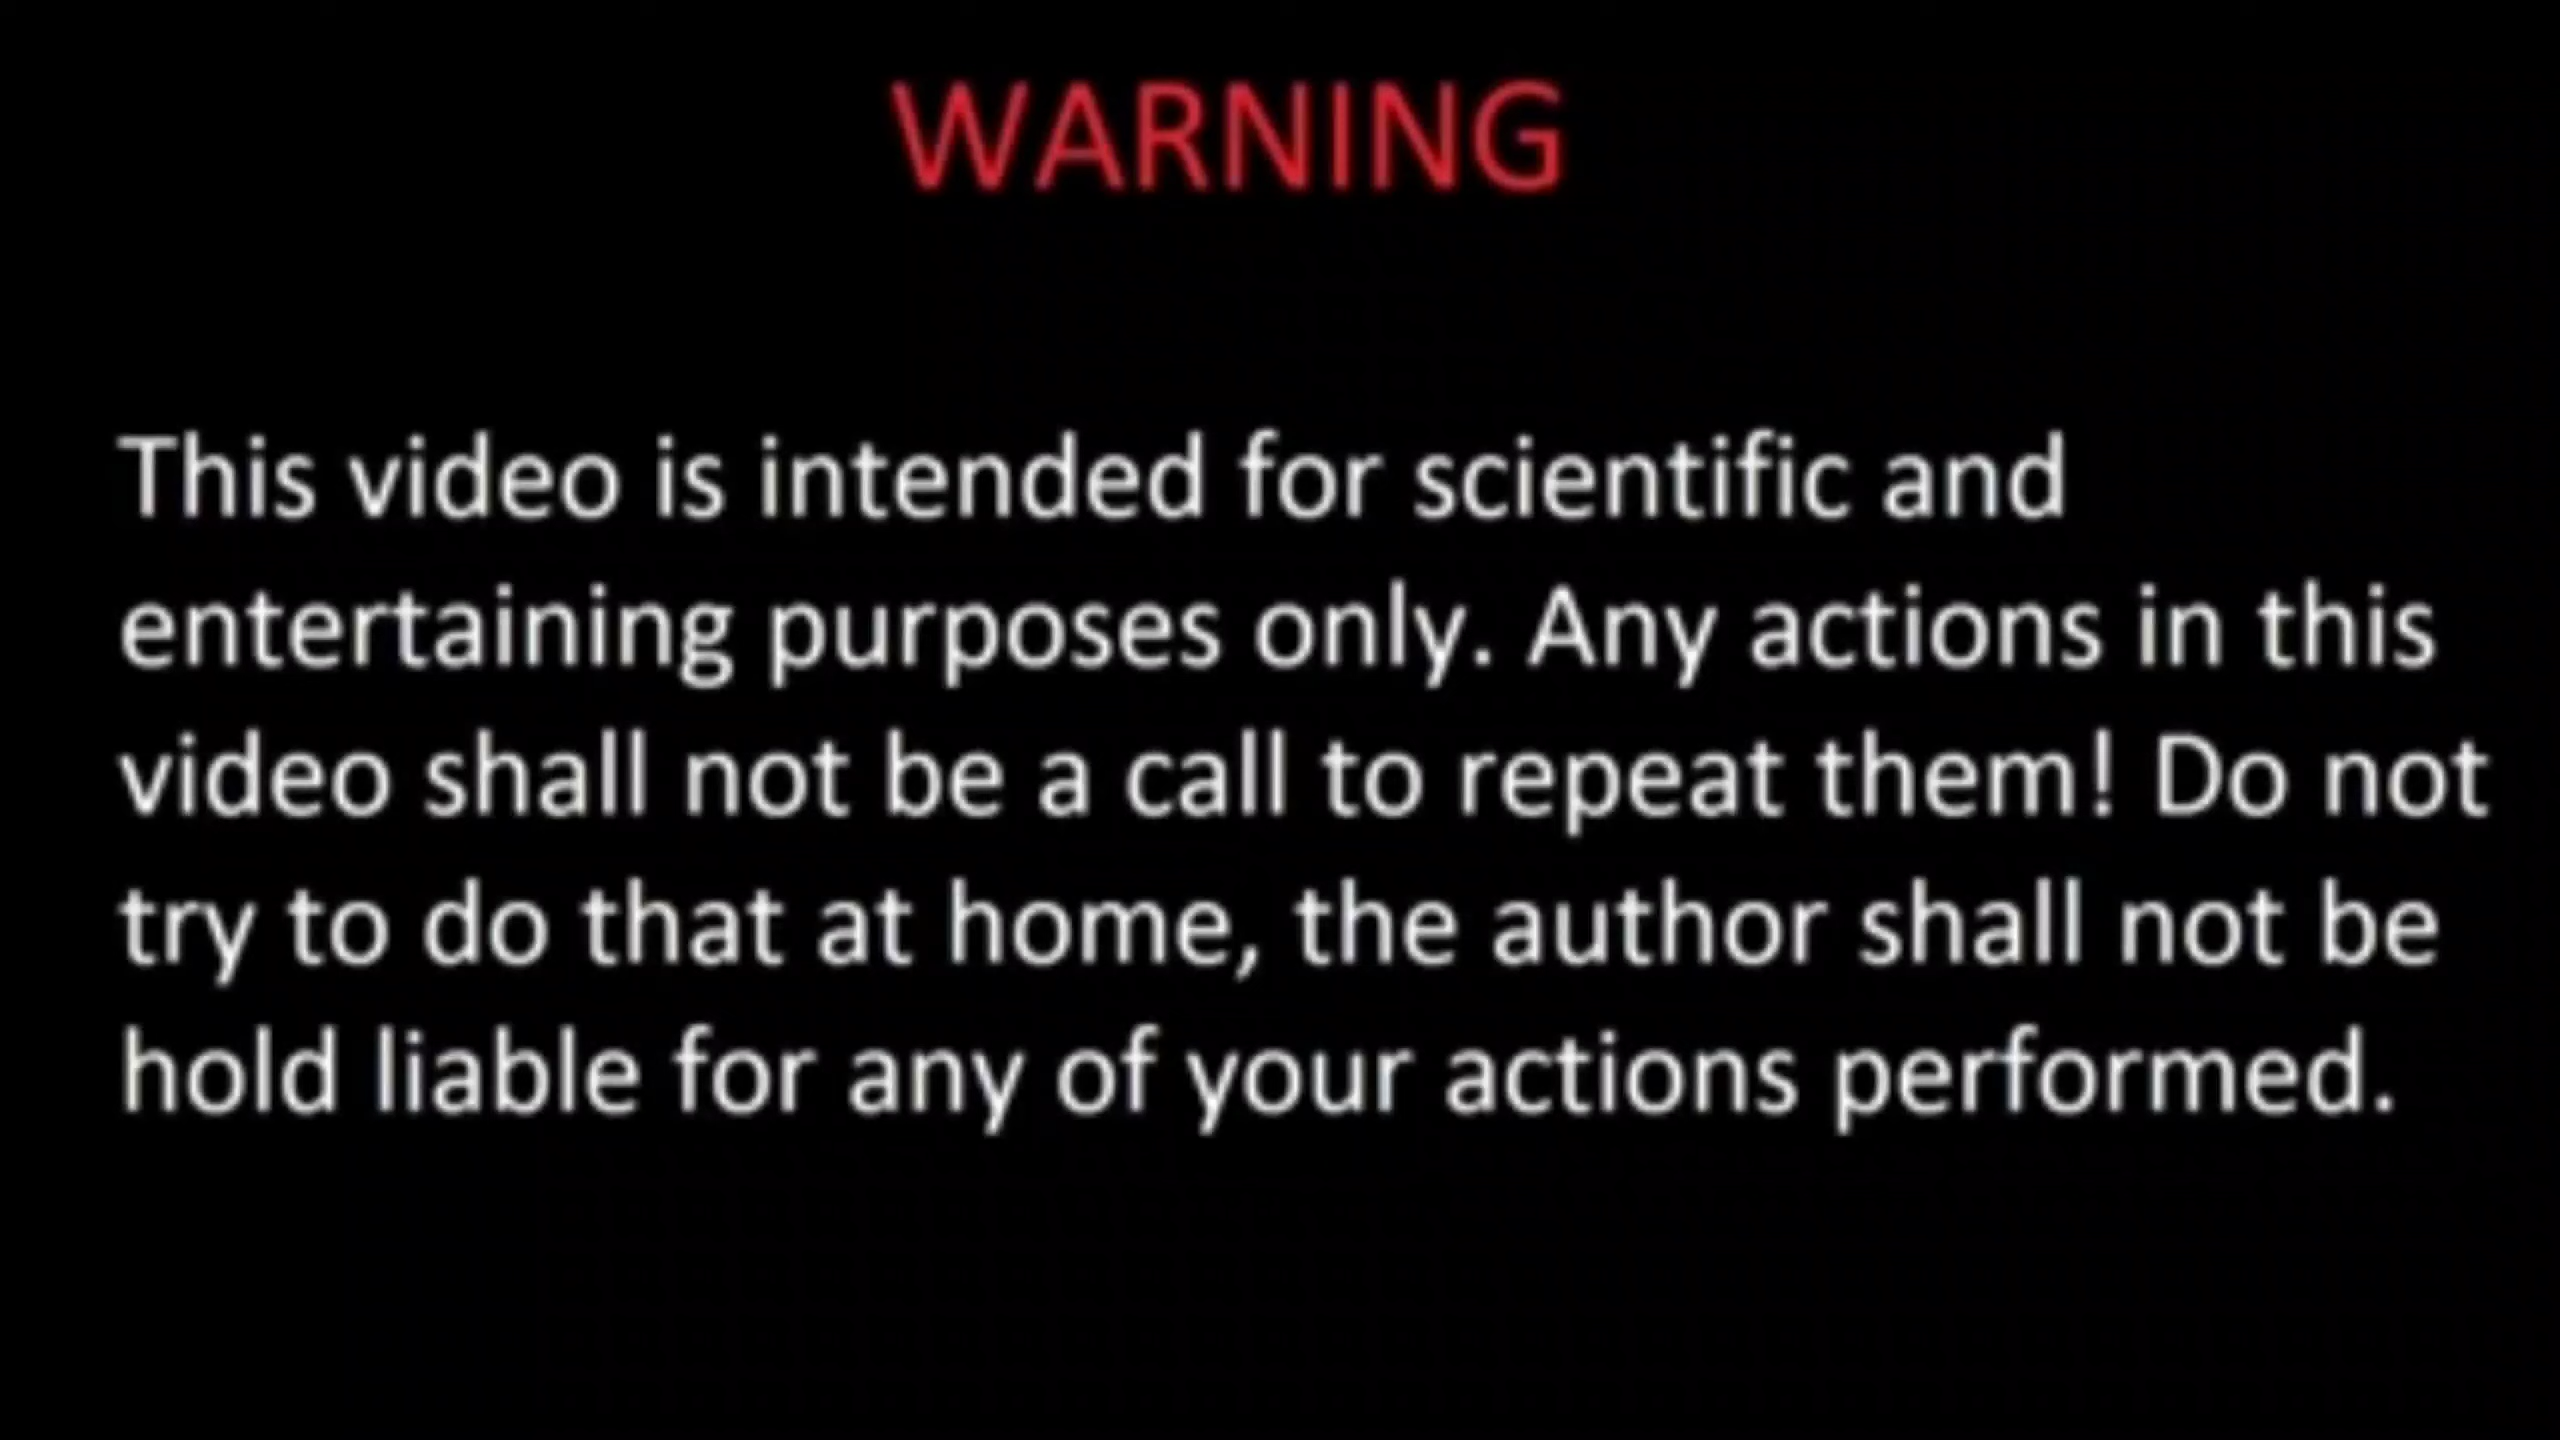 WARNING
This video is intended for scientific and
entertaining purposes only. Any actions in this
video shall not be a call to repeat them! Do not
try to do that at home, the author shall not be
hold liable for any of your actions performed.